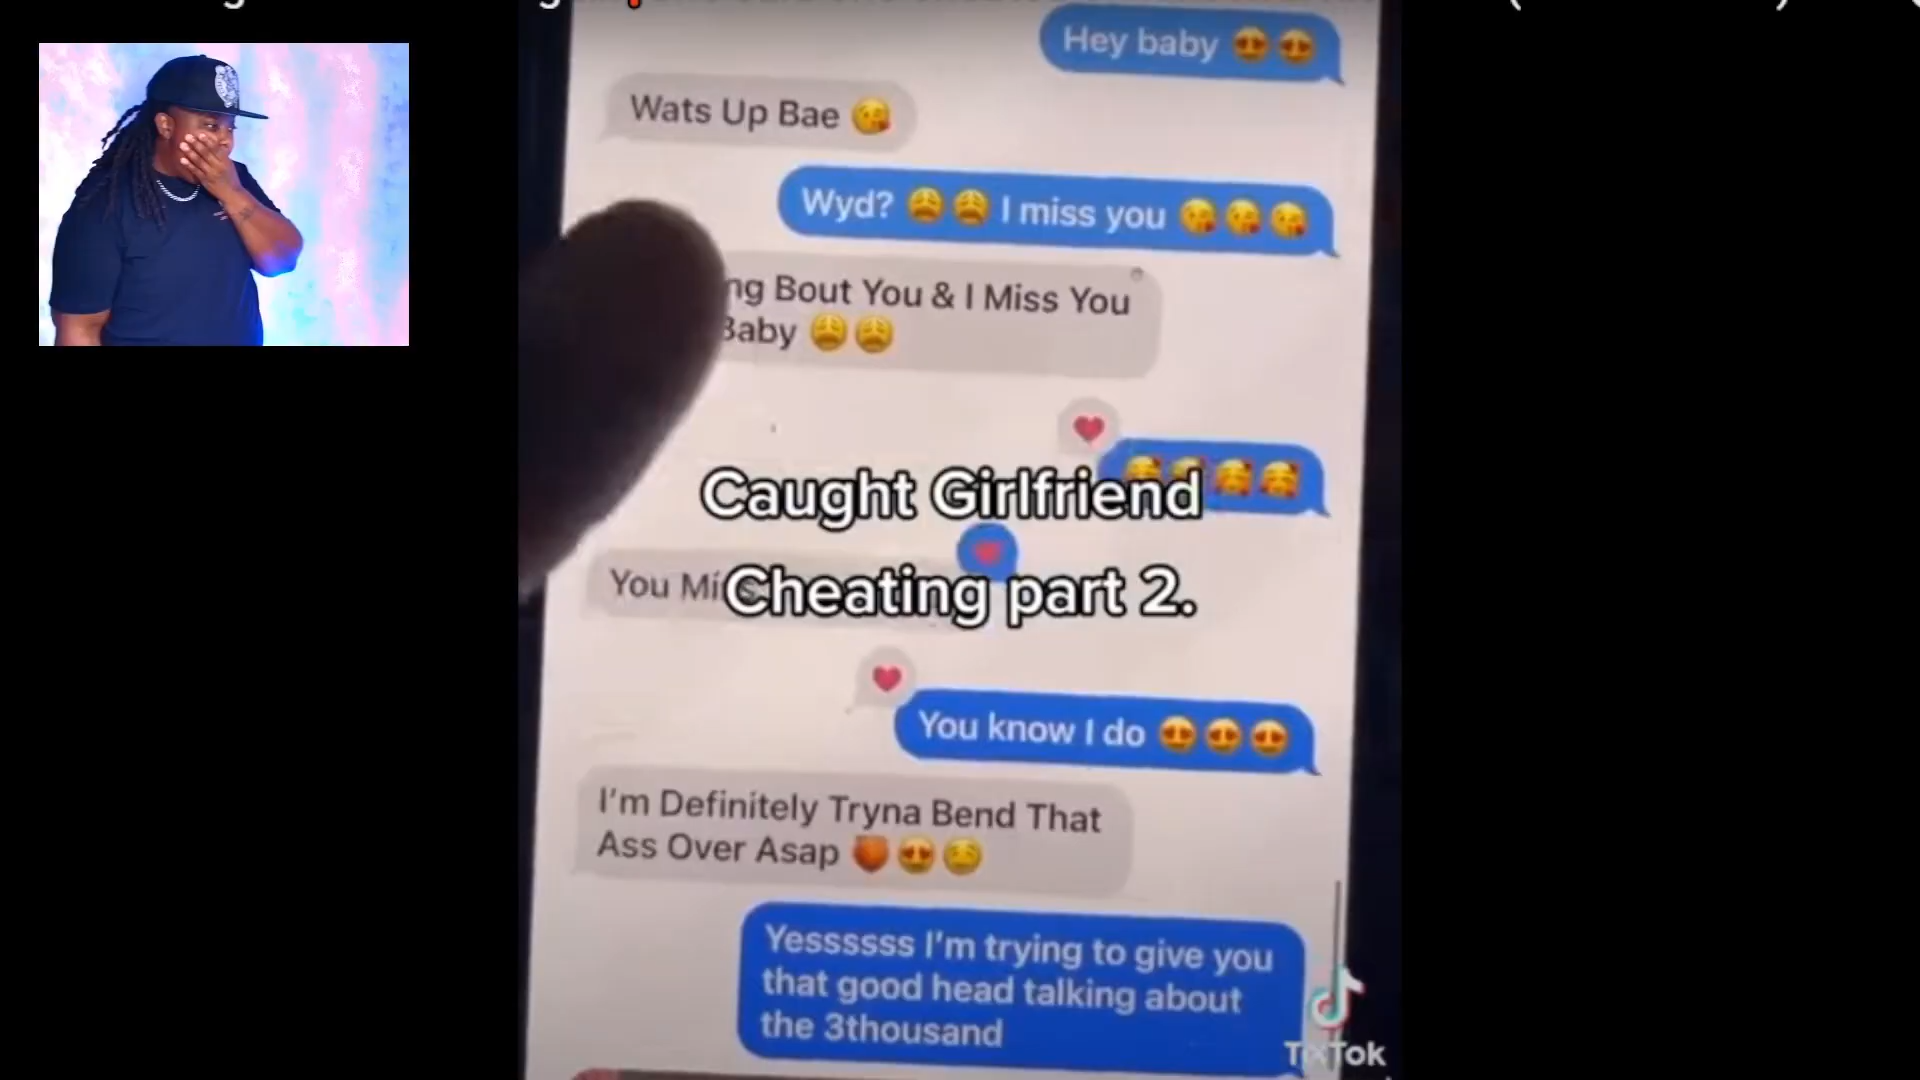 Hey baby 😍😍
Wats Up Bae 😘
Wyd? 😩😩 I miss you 😘😘😘
Bout You & I Miss You
Baby 😩😩
🥰🥰🥰🥰
Caught Girlfriend
You
Cheating part 2.
You know I do 😍😍😍
I'm Definitely Tryna Bend That
Ass Over Asap 🍑😍😏
Yessssss I'm trying to give you
that good head talking about
the 3thousand
TikTok